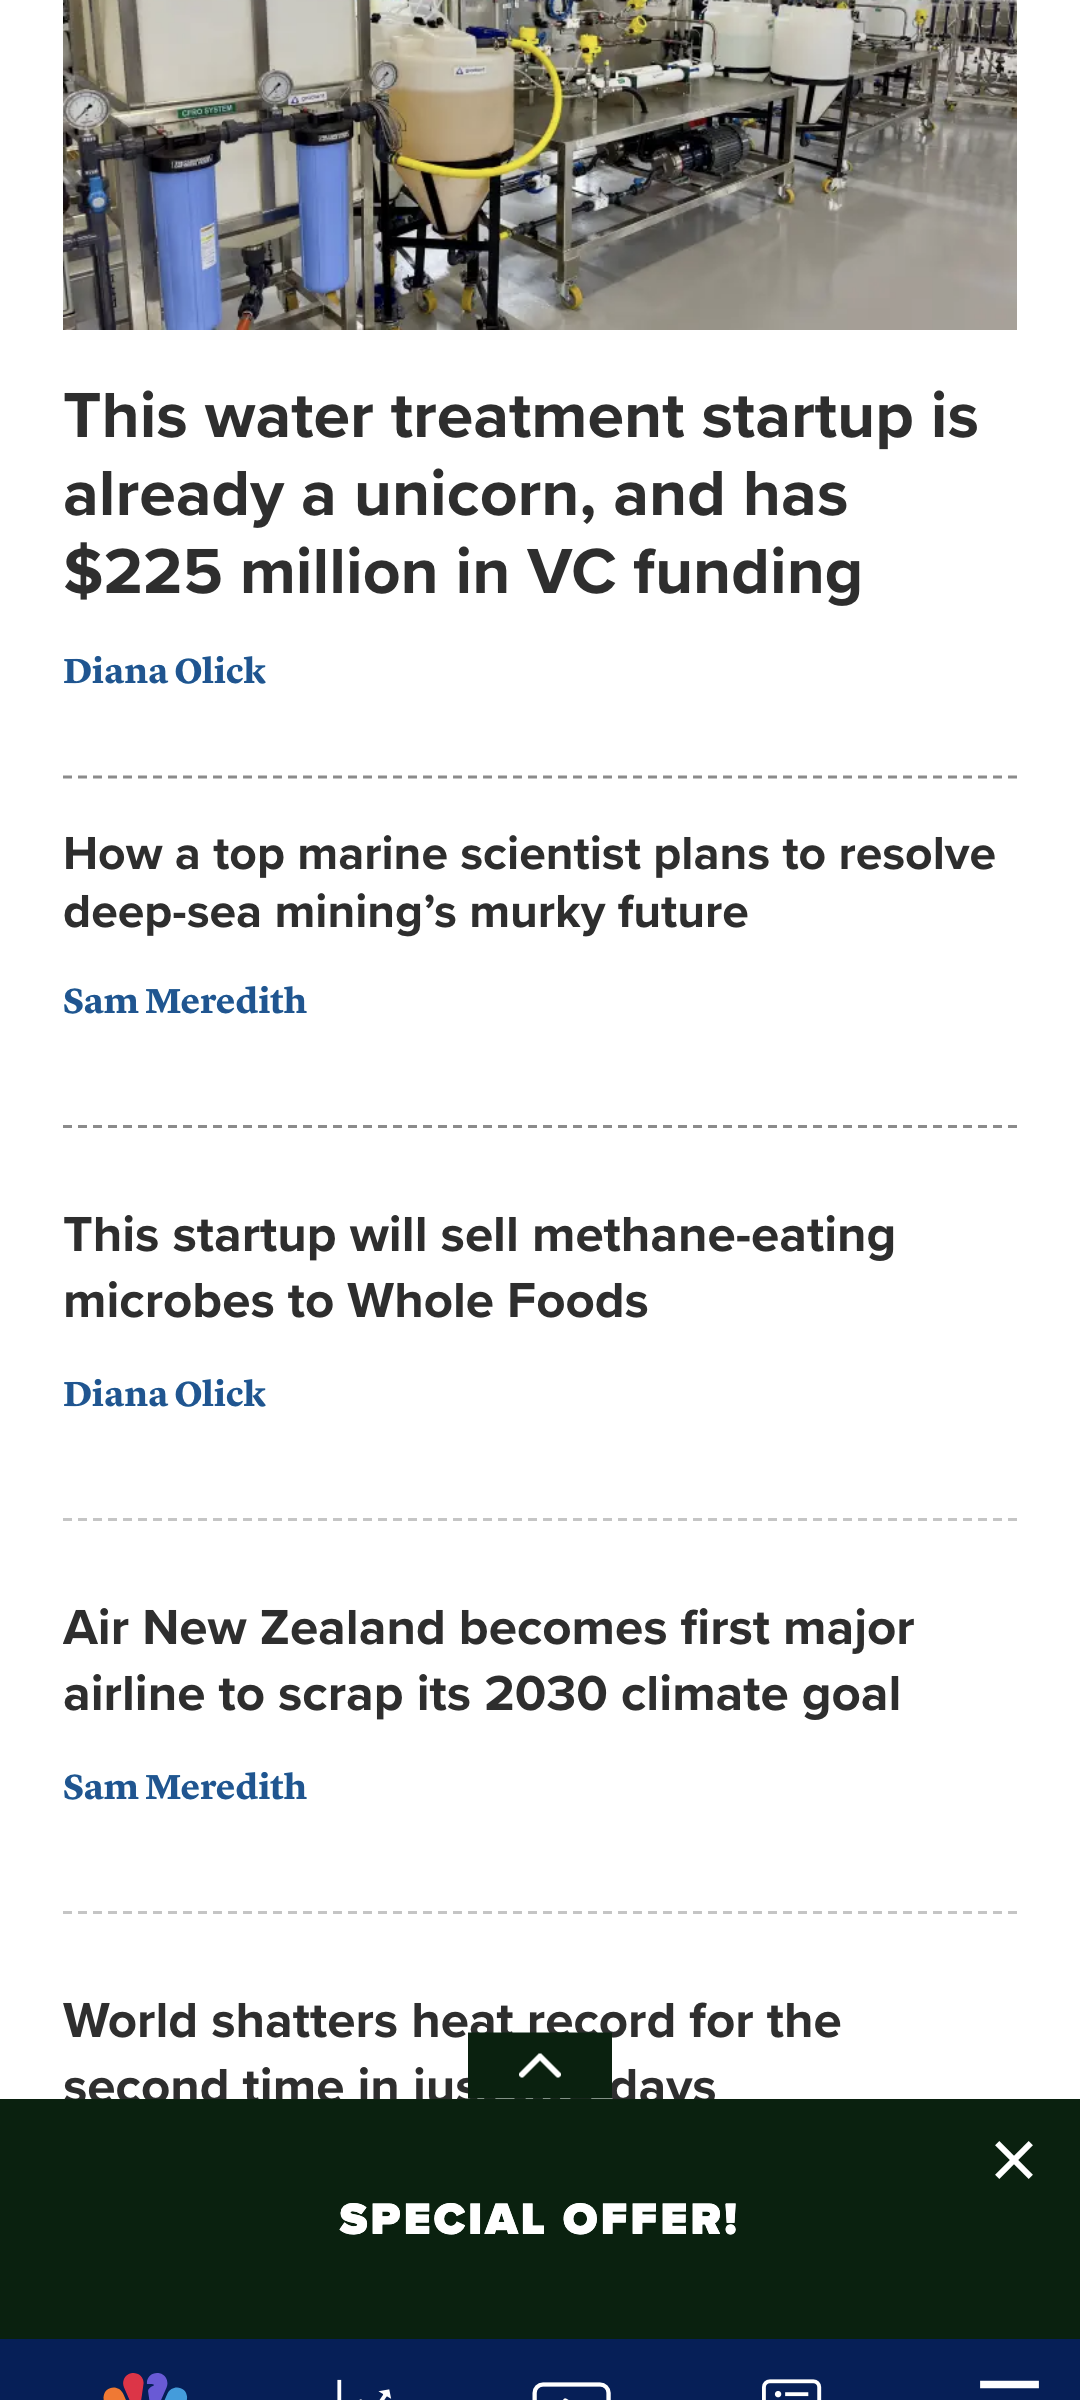 CFRO SYSTEM
This water treatment startup is
already a unicorn, and has
$225 million in VC funding
Diana Olick
How a top marine scientist plans to resolve
deep-sea mining’s murky future
Sam Meredith
This startup will sell methane-eating
microbes to Whole Foods
Diana Olick
Air New Zealand becomes first major
airline to scrap its 2030 climate goal
Sam Meredith
World shatters heat record for the
second time in days
SPECIAL OFFER!